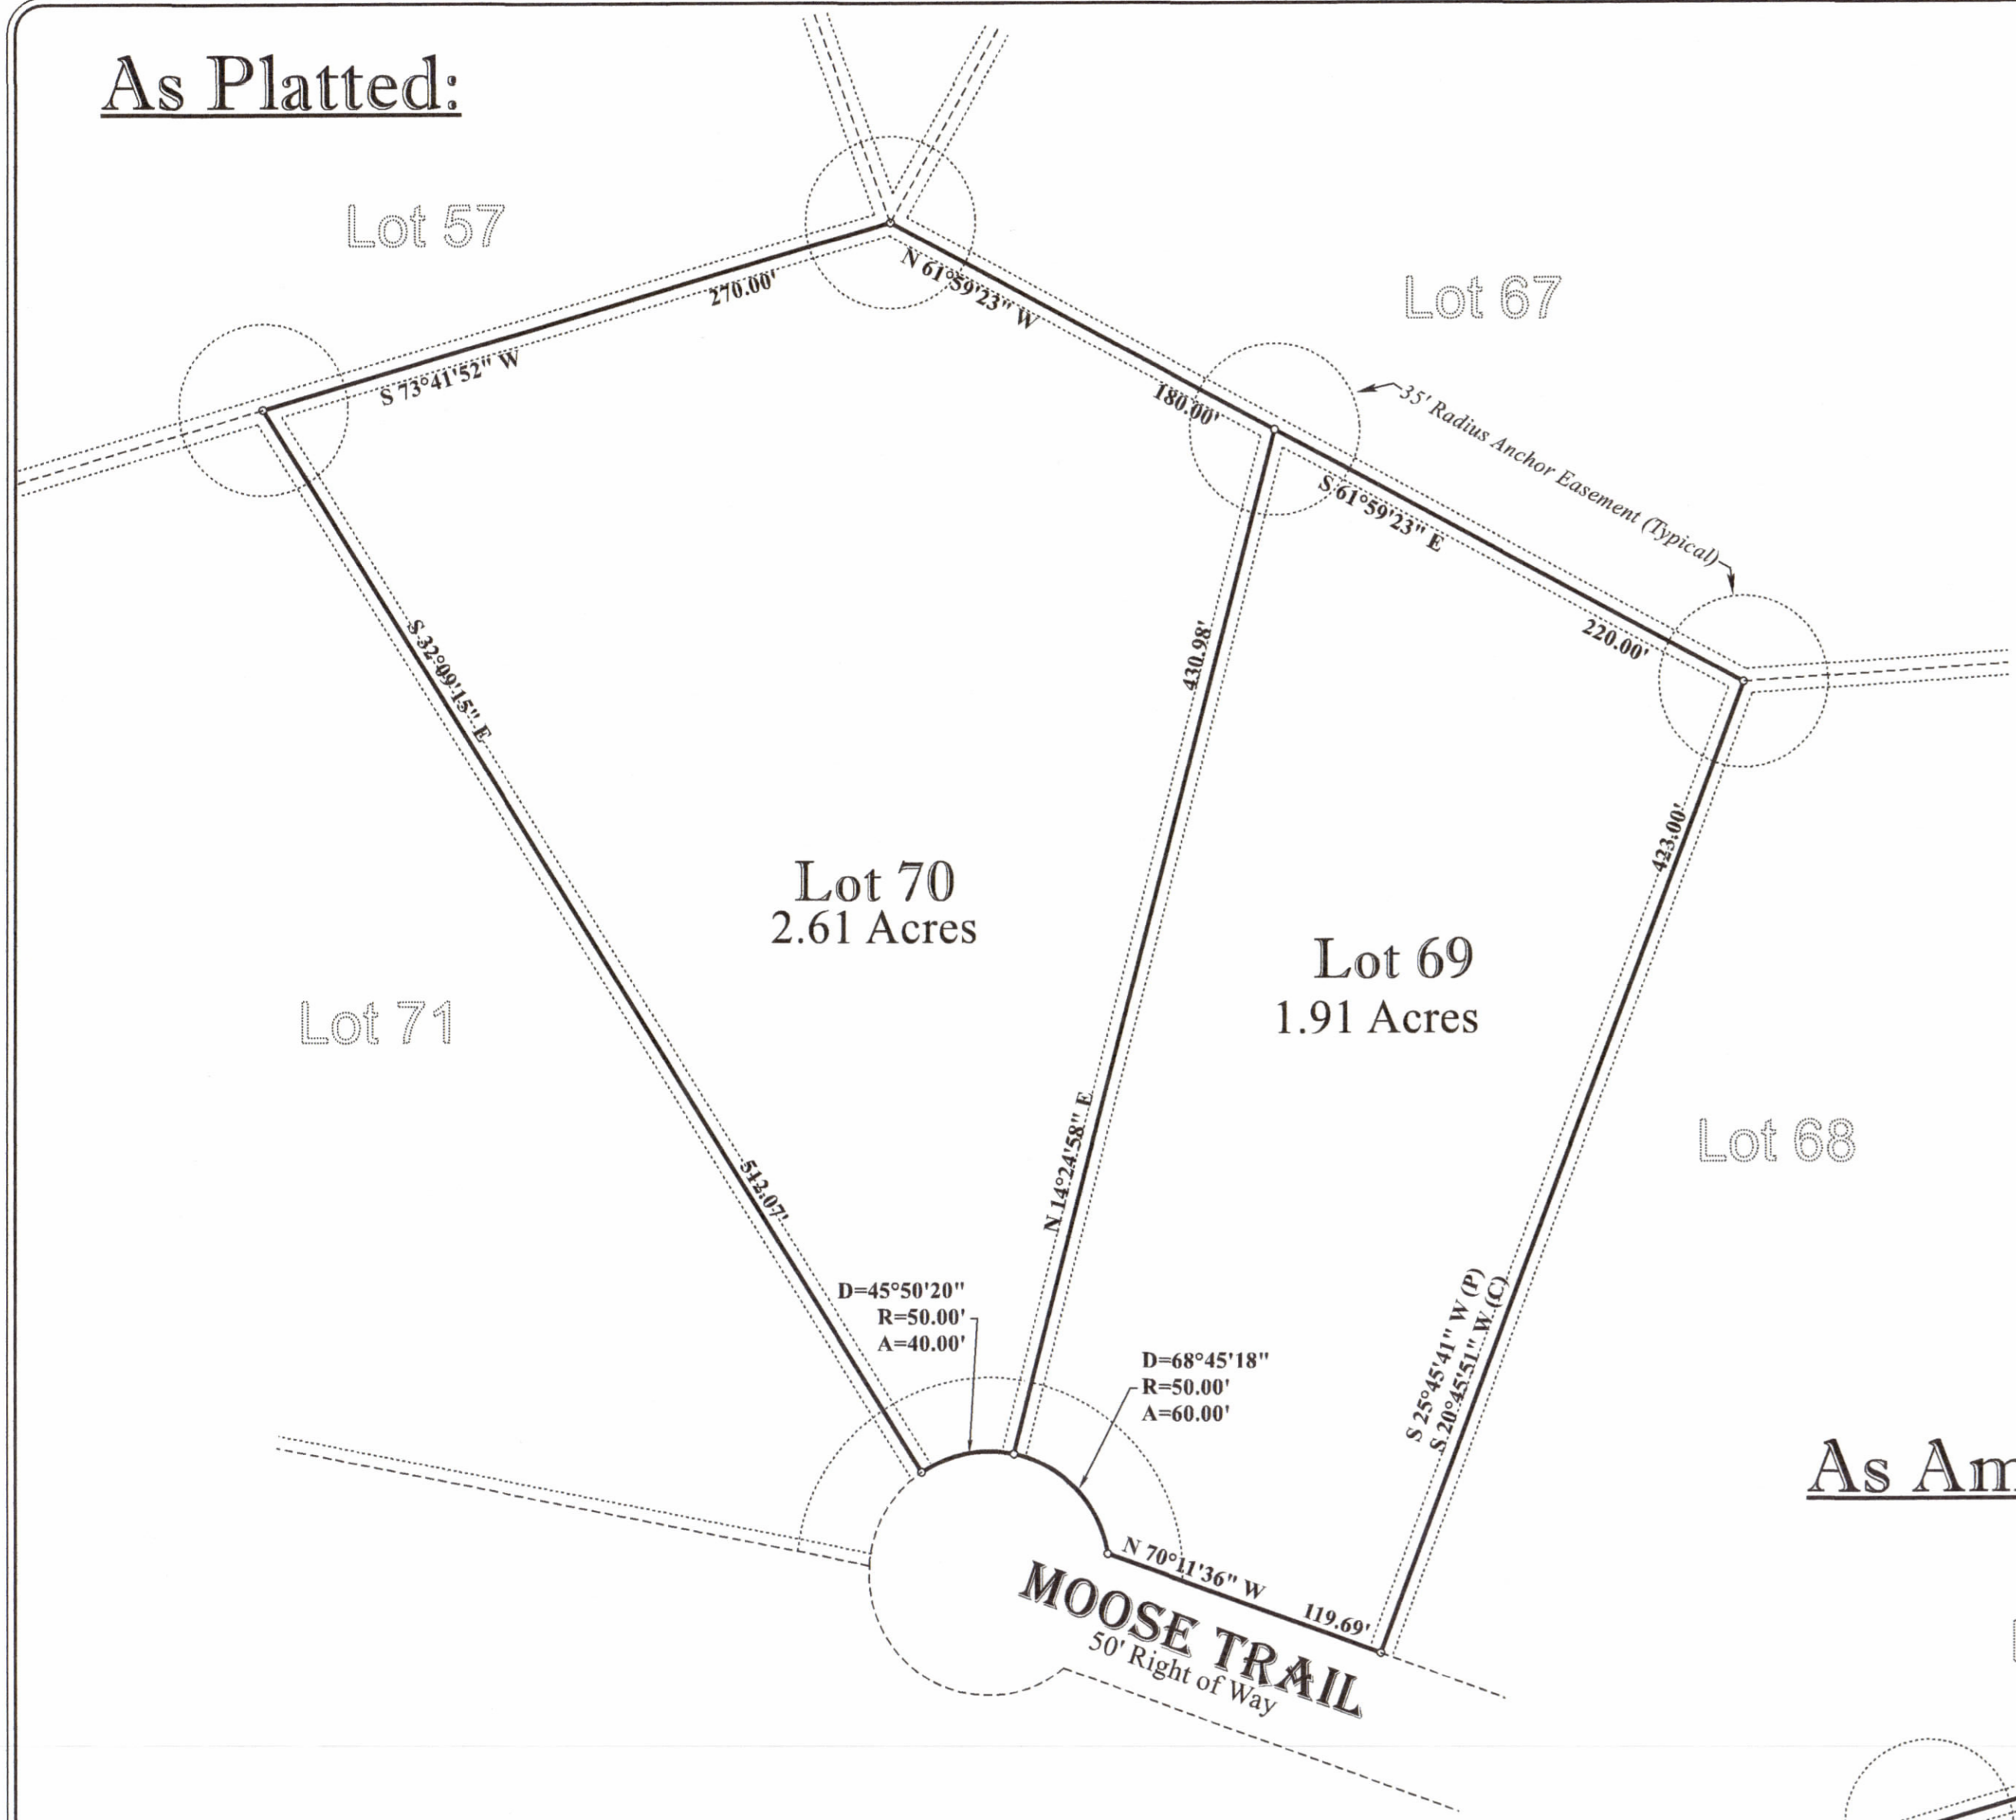 As Platted:
Lot 57
Lot 67
S 73°41'52" W
270.00'
N 61°59'23" W
180.00'
35' Radius Anchor Easement (Typical)
S 61°59'23" E
220.00'
S 32°09'15" E
512.07'
430.98'
N 14°24'58" E
423.00'
S 25°45'41" W (P)
S 20°45'51" W (C)
Lot 70
2.61 Acres
Lot 69
1.91 Acres
Lot 71
Lot 68
D=45°50'20"
R=50.00'
A=40.00'
D=68°45'18"
R=50.00'
A=60.00'
N 70°11'36" W
119.69'
MOOSE TRAIL
50' Right of Way
As Am